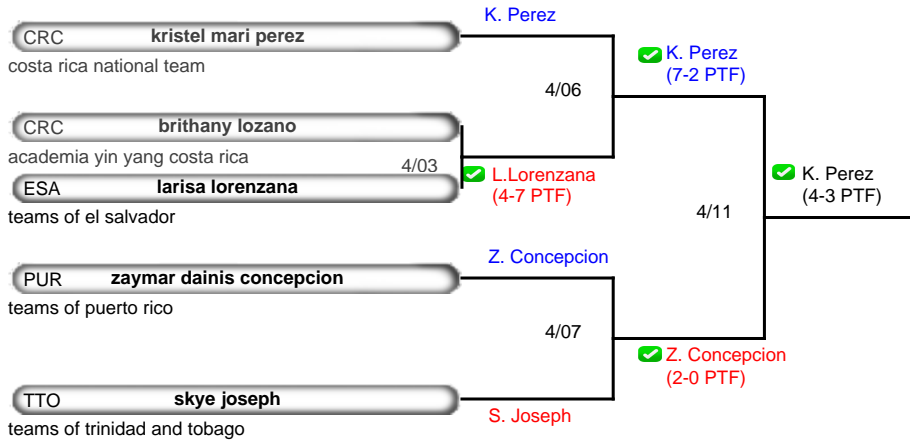 K. Perez
CRC kristel mari perez
costa rica national team
K. Perez
(7-2 PTF)
4/06
CRC brithany lozano
academia yin yang costa rica
4/03
L.Lorenzana
(4-7 PTF)
ESA larisa lorenzana
teams of el salvador
K. Perez
(4-3 PTF)
4/11
Z. Concepcion
PUR zaymar dainis concepcion
teams of puerto rico
4/07
Z. Concepcion
(2-0 PTF)
TTO skye joseph
S. Joseph
teams of trinidad and tobago